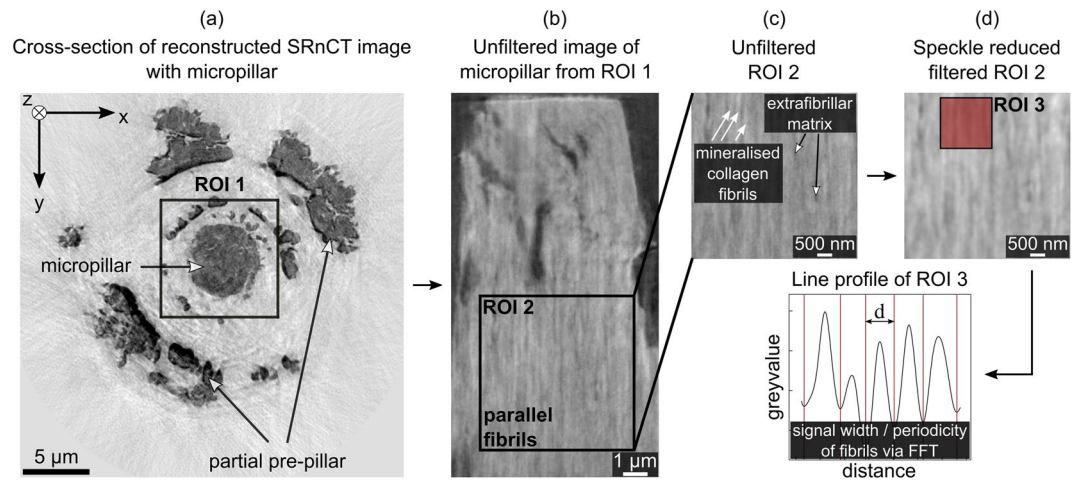 (a)
Cross-section of reconstructed SRnCT image
with micropillar
z
x
y
ROI 1
micropillar
partial pre-pillar
5 µm
(b)
Unfiltered image of
micropillar from ROI 1
ROI 2
parallel
fibrils
1 µm
(c)
Unfiltered
ROI 2
extrafibrillar
matrix
mineralised
collagen
fibrils
500 nm
(d)
Speckle reduced
filtered ROI 2
ROI 3
500 nm
Line profile of ROI 3
d
greyvalue
signal width / periodicity
of fibrils via FFT
distance